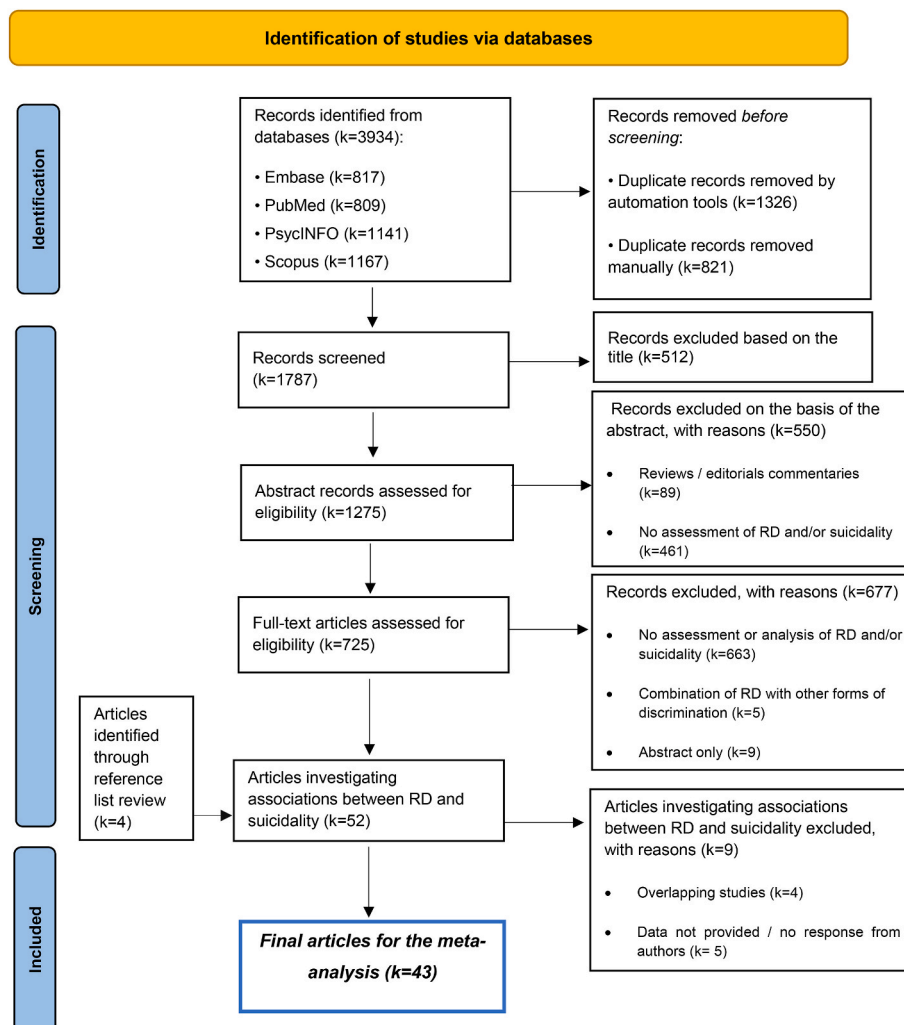 Identification of studies via databases
Identification
Records identified from
databases (k=3934):
• Embase (k=817)
• PubMed (k=809)
• PsycINFO (k=1141)
• Scopus (k=1167)
Records removed before
screening:
• Duplicate records removed by
automation tools (k=1326)
• Duplicate records removed
manually (k=821)
Screening
Records screened
(k=1787)
Records excluded based on the
title (k=512)
Abstract records assessed for
eligibility (k=1275)
Records excluded on the basis of the
abstract, with reasons (k=550)
• Reviews / editorials commentaries
(k=89)
• No assessment of RD and/or suicidality
(k=461)
Full-text articles assessed for
eligibility (k=725)
Records excluded, with reasons (k=677)
• No assessment or analysis of RD and/or
suicidality (k=663)
• Combination of RD with other forms of
discrimination (k=5)
• Abstract only (k=9)
Articles
identified
through
reference
list review
(k=4)
Articles investigating
associations between RD and
suicidality (k=52)
Articles investigating associations
between RD and suicidality excluded,
with reasons (k=9)
• Overlapping studies (k=4)
• Data not provided / no response from
authors (k= 5)
Included
Final articles for the meta-
analysis (k=43)